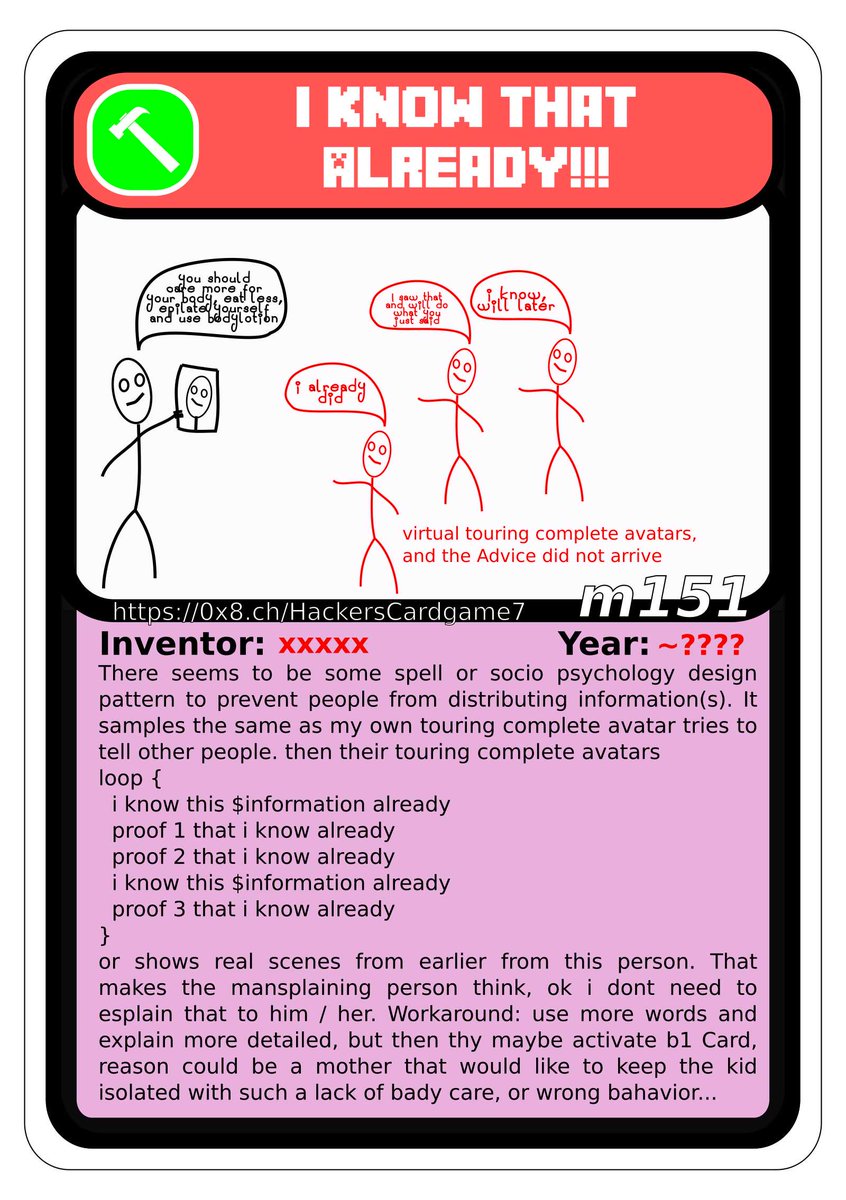 I KNOW THAT
ALREADY!!!
you should
care more for
your body, eat less,
epilate yourself
and use bodylotion
I saw that
and will do
what you
just said
i know,
will later
i already
did
virtual touring complete avatars,
and the Advice did not arrive
m151
https://0x8.ch/HackersCardgame7
Inventor: xxxxx Year: ~????
There seems to be some spell or socio psychology design
pattern to prevent people from distributing information(s). It
samples the same as my own touring complete avatar tries to
tell other people. then their touring complete avatars
loop {
i know this $information already
proof 1 that i know already
proof 2 that i know already
i know this $information already
proof 3 that i know already
}
or shows real scenes from earlier from this person. That
makes the mansplaining person think, ok i dont need to
esplain that to him / her. Workaround: use more words and
explain more detailed, but then thy maybe activate b1 Card,
reason could be a mother that would like to keep the kid
isolated with such a lack of bady care, or wrong bahavior...